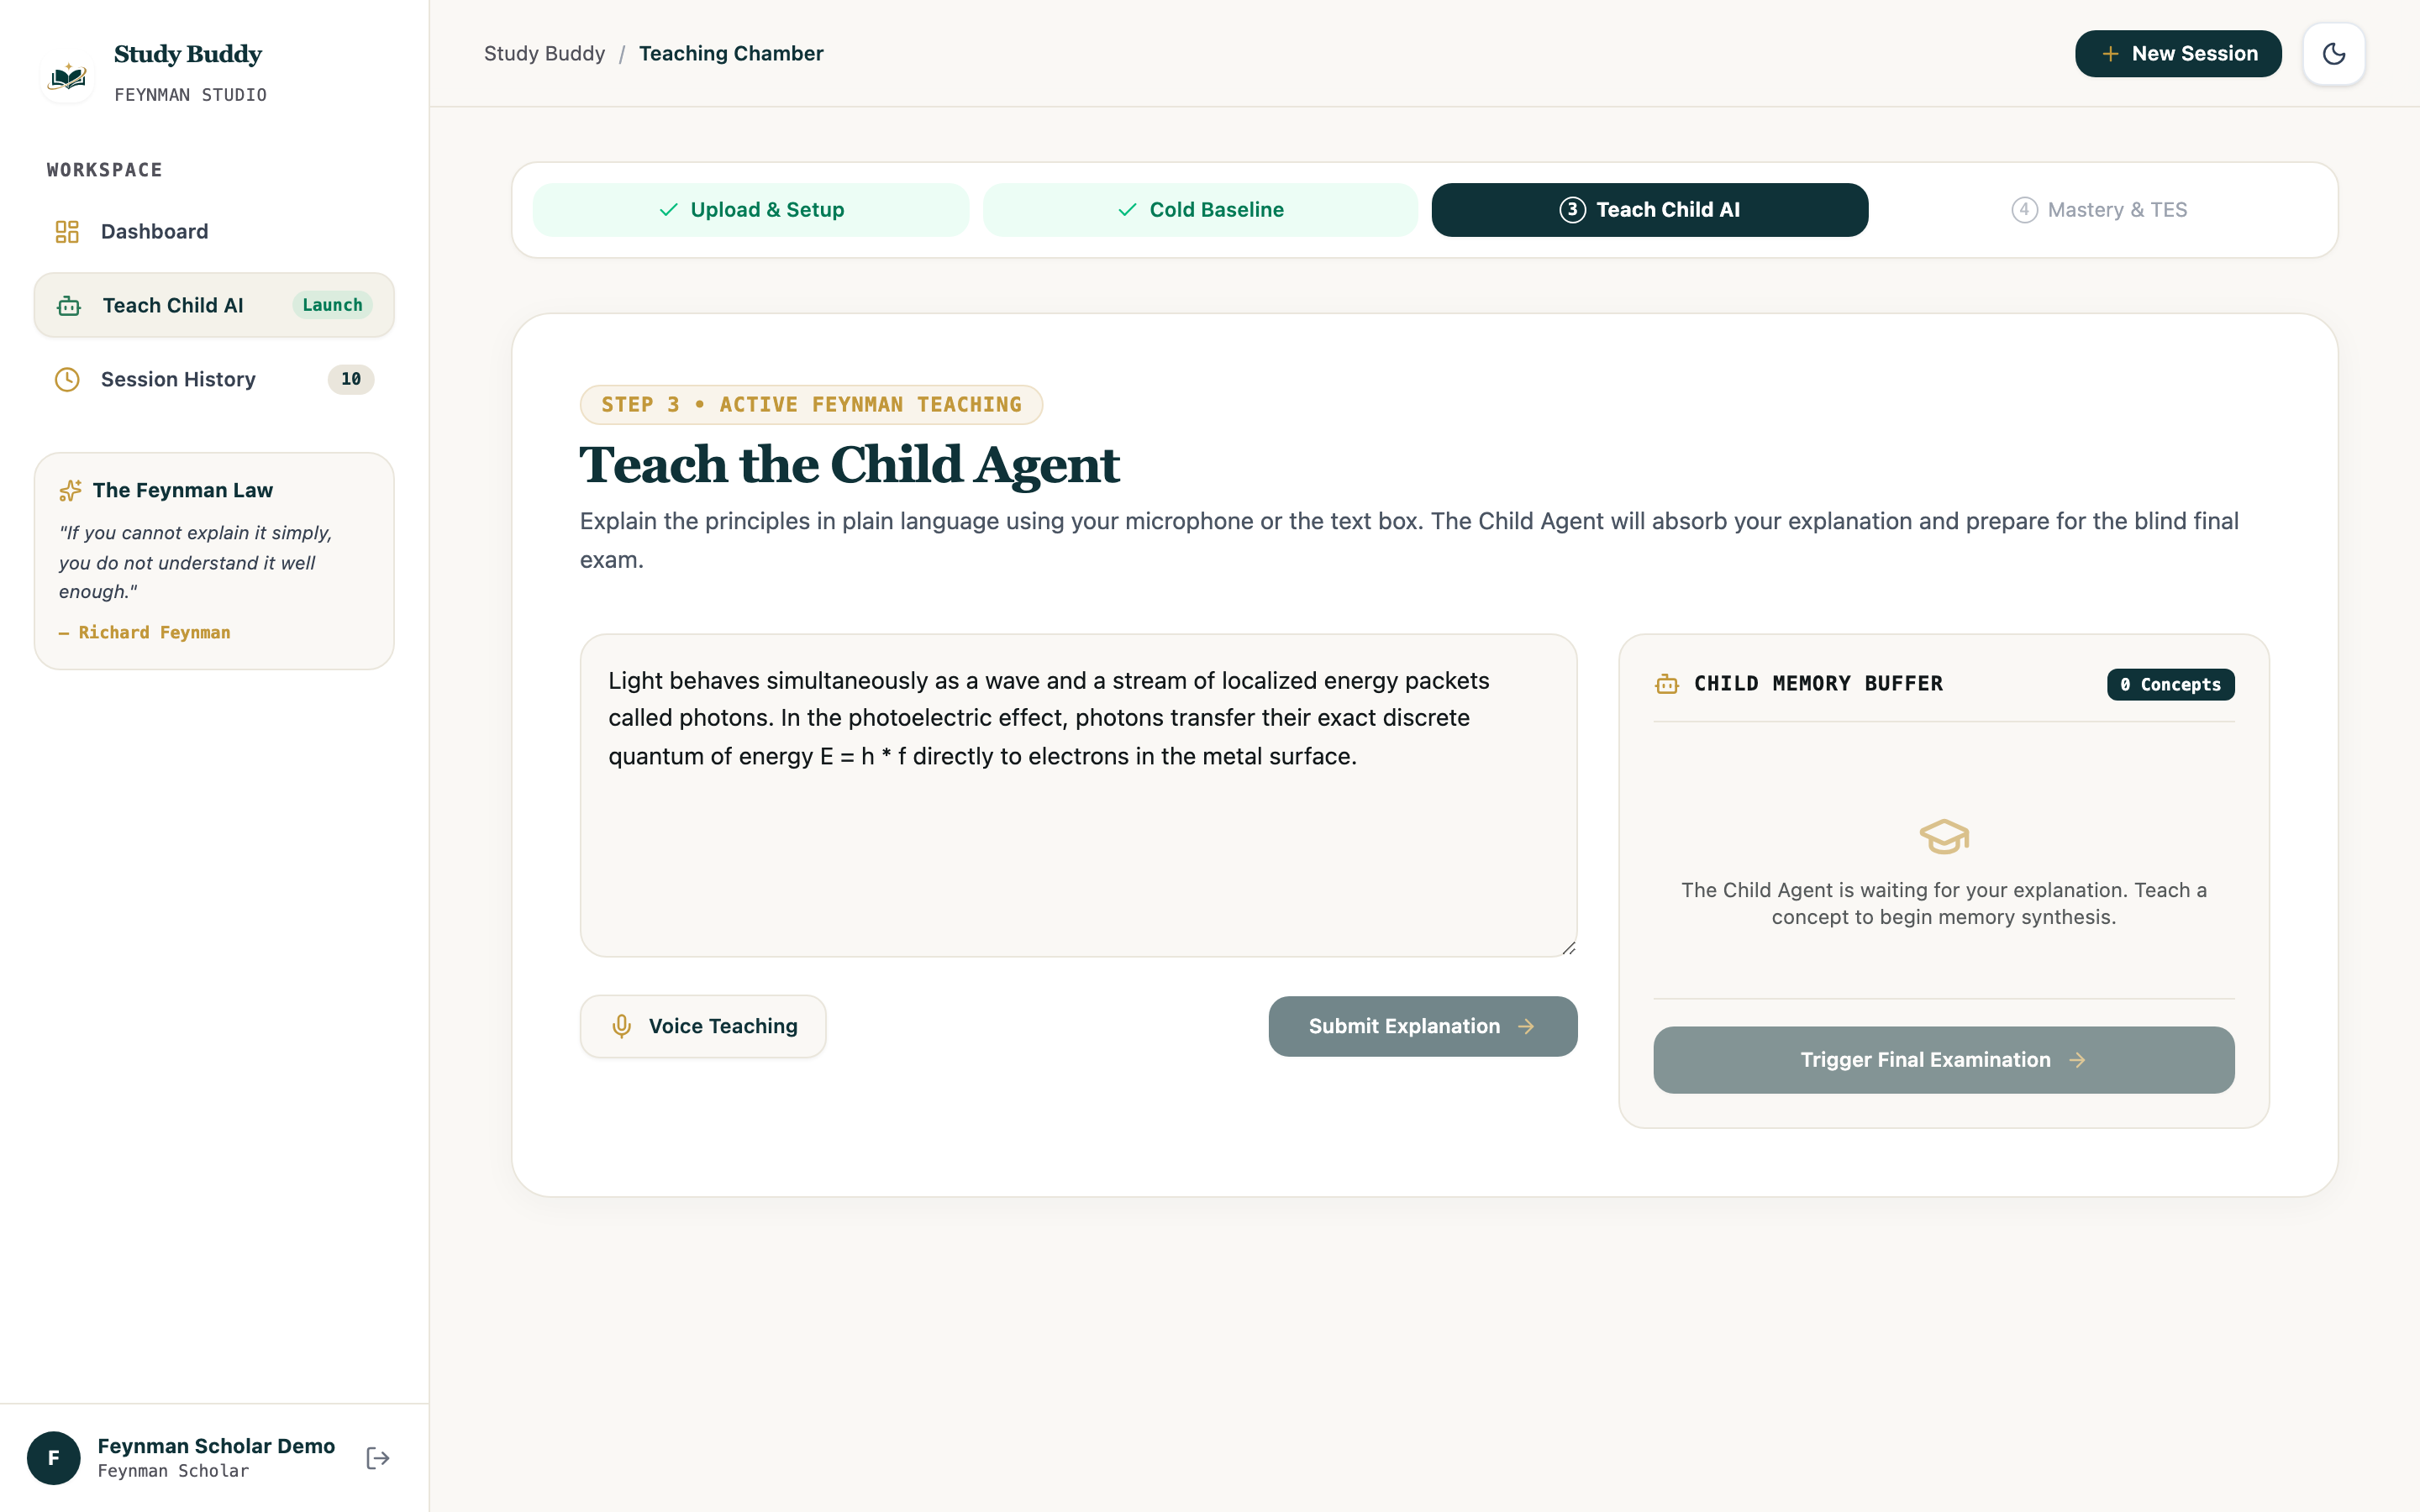 Study Buddy
FEYNMAN STUDIO
WORKSPACE
Dashboard
Teach Child AI Launch
Session History 10
The Feynman Law
"If you cannot explain it simply,
you do not understand it well
enough."
– Richard Feynman
Feynman Scholar Demo
Feynman Scholar
F
Study Buddy / Teaching Chamber
+ New Session
Upload & Setup
Cold Baseline
3 Teach Child AI
4 Mastery & TES
STEP 3 • ACTIVE FEYNMAN TEACHING
Teach the Child Agent
Explain the principles in plain language using your microphone or the text box. The Child Agent will absorb your explanation and prepare for the blind final
exam.
Light behaves simultaneously as a wave and a stream of localized energy packets
called photons. In the photoelectric effect, photons transfer their exact discrete
quantum of energy E = h * f directly to electrons in the metal surface.
Voice Teaching
Submit Explanation →
CHILD MEMORY BUFFER 0 Concepts
The Child Agent is waiting for your explanation. Teach a
concept to begin memory synthesis.
Trigger Final Examination →